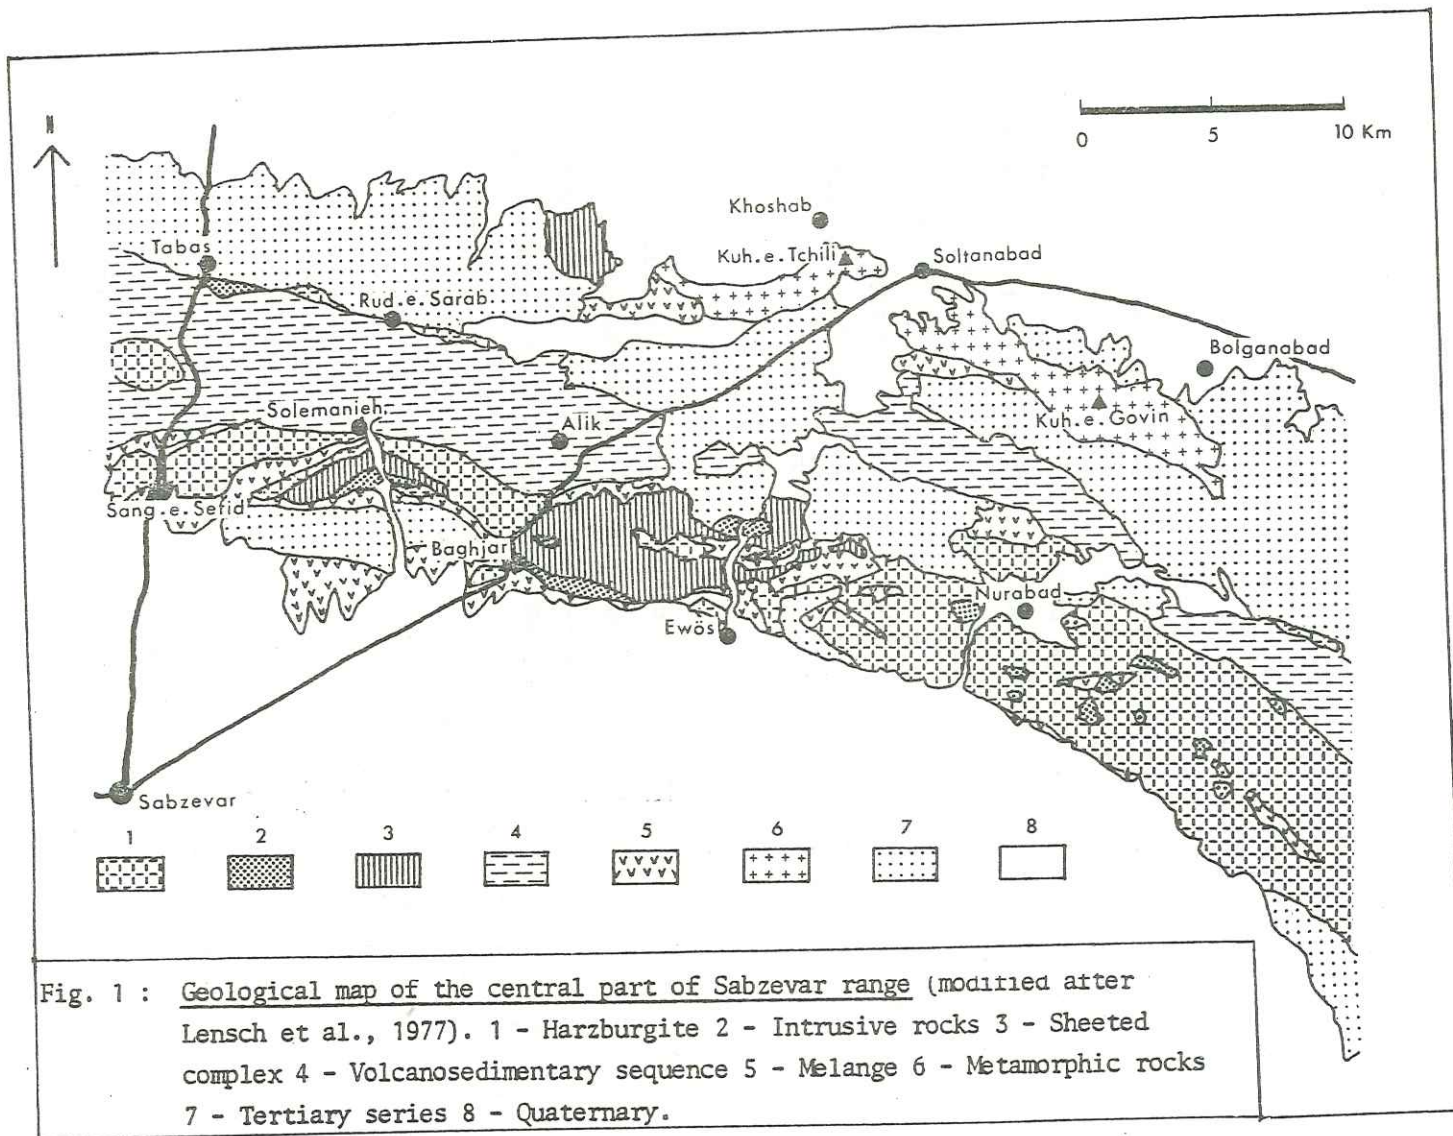 N
0 5 10 Km
Khoshab
Kuh. e. Tchili
Soltanabad
Tabas
Rud e. Sarab
Bolganabad
Solemanieh
Alik
Kuh. e. Govin
Sang . e. Sefid
Baghjar
Nurabad
Ewös
Sabzevar
1 2 3 4 5 6 7 8
Fig. 1 : Geological map of the central part of Sabzevar range (modified after
Lensch et al., 1977). 1 - Harzburgite 2 - Intrusive rocks 3 - Sheeted
complex 4 - Volcanosedimentary sequence 5 - Melange 6 - Metamorphic rocks
7 - Tertiary series 8 - Quaternary.